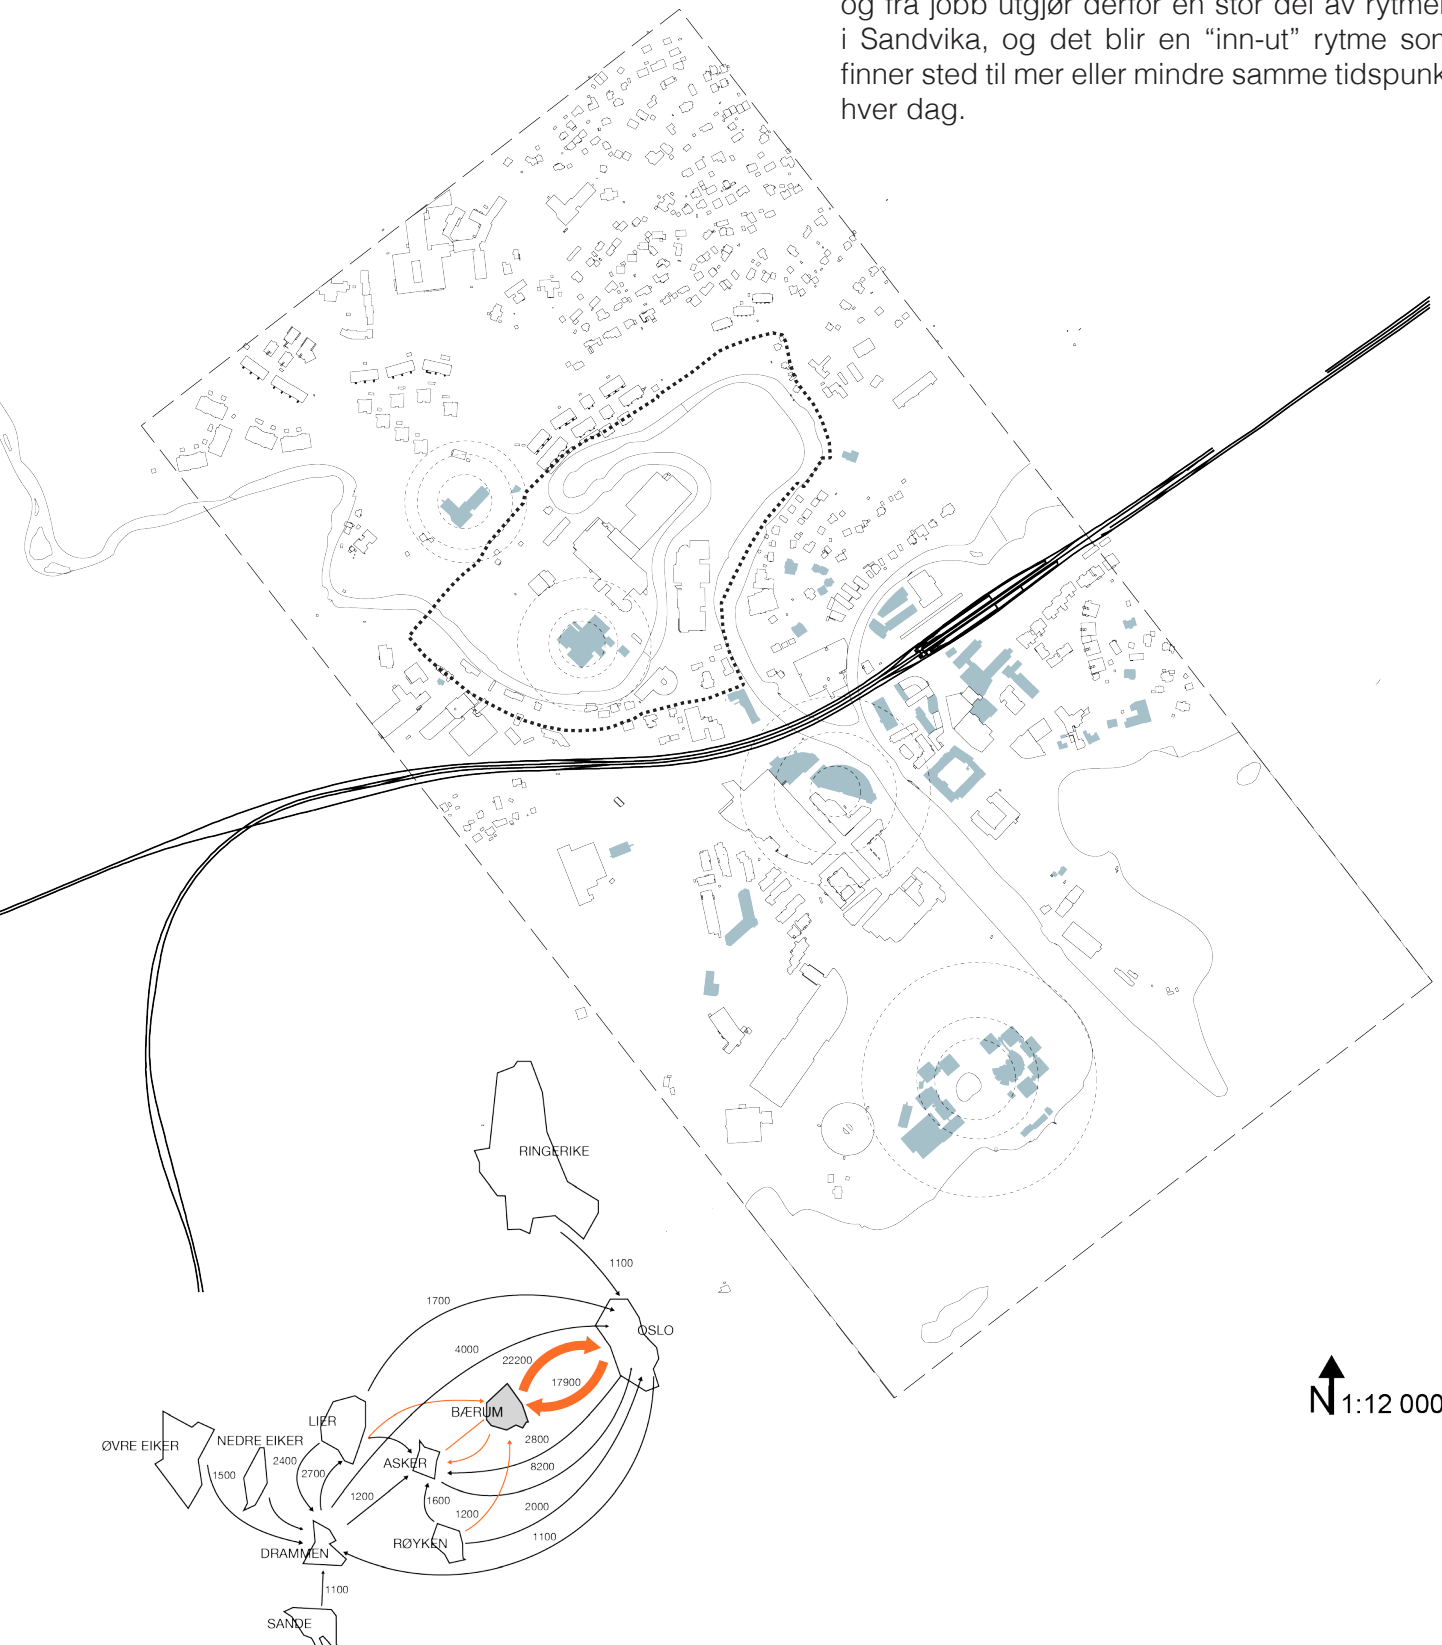 og fra jobb utgjør derfor en stor del av
i Sandvika, og det blir en “inn-ut” rytme
finner sted til mer eller mindre samme
hver dag.
RINGERIKE
1100
1700
OSLO
4000
22200
17900
BÆRUM
LIER
2800
ØVRE EIKER
NEDRE EIKER
2400
ASKER
8200
1500
2700
1200
1600
1200
2000
1100
RØYKEN
DRAMMEN
1100
SANDE
N 1:12 000